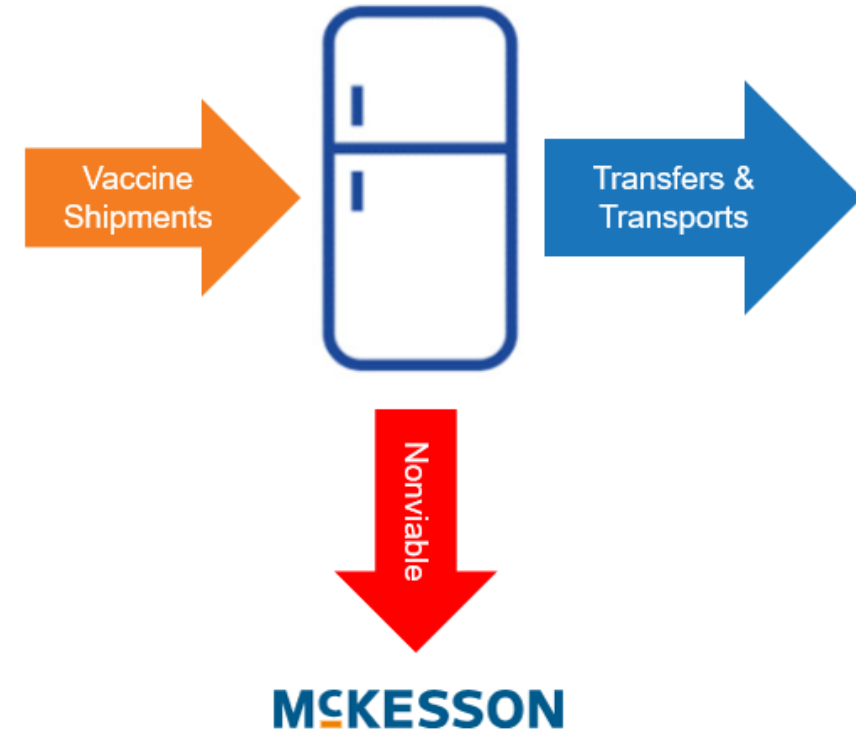 Vaccine
Shipments
Transfers &
Transports
Nonviable
MCKESSON